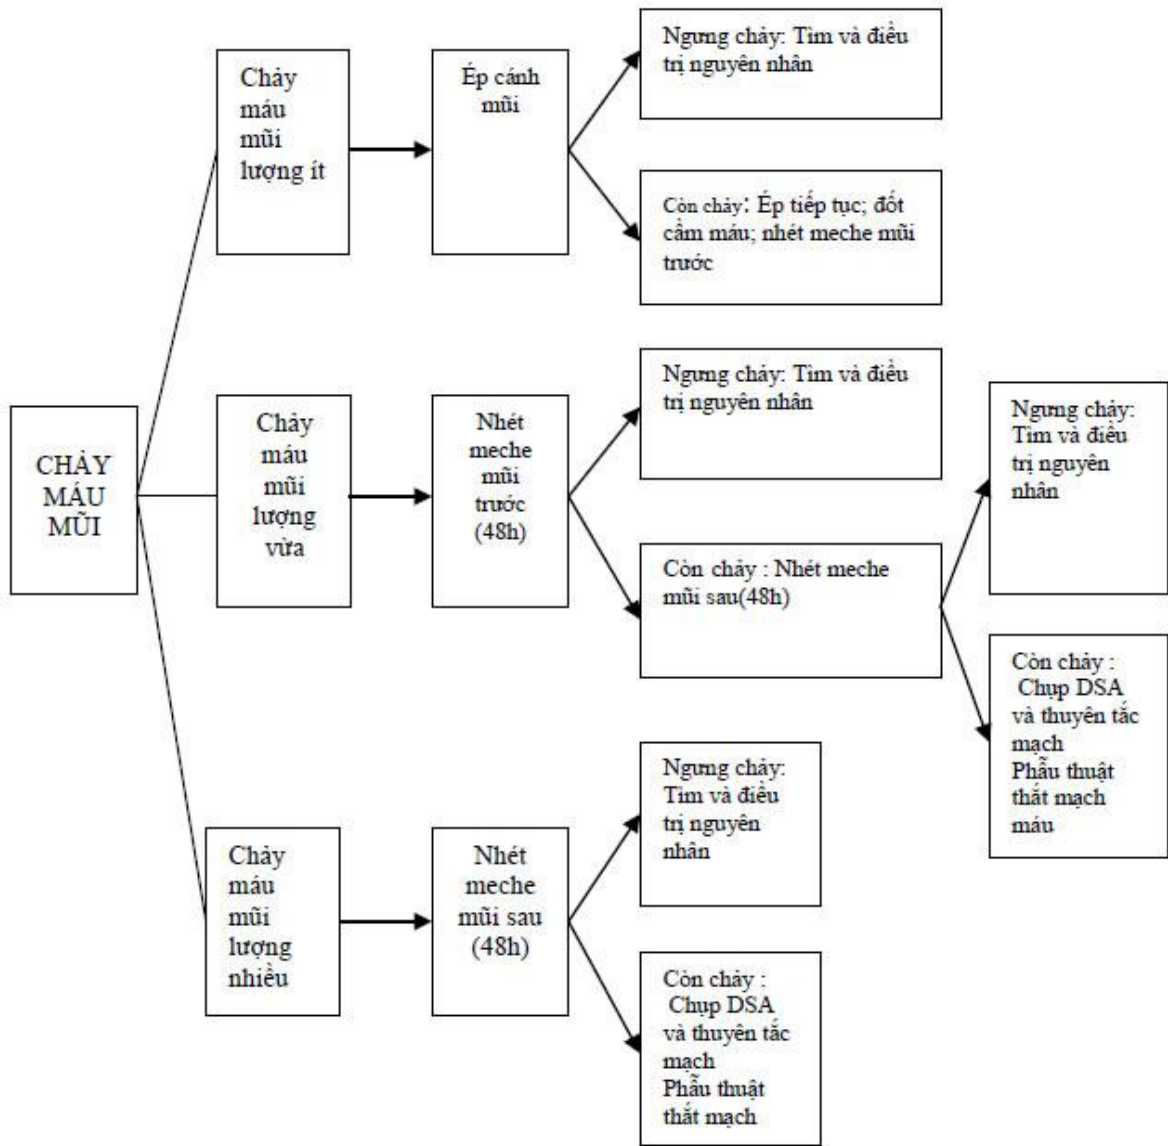 CHẢY
MÁU
MŨI
Chảy
máu
mũi
lượng ít
Ép cánh
mũi
Ngưng chảy: Tìm và điều
trị nguyên nhân
Còn chảy: Ép tiếp tục; đốt
cầm máu; nhét meche mũi
trước
Chảy
máu
mũi
lượng
vừa
Nhét
meche
mũi
trước
(48h)
Ngưng chảy: Tìm và điều
trị nguyên nhân
Còn chảy : Nhét meche
mũi sau(48h)
Ngưng chảy:
Tìm và điều
trị nguyên
nhân
Còn chảy :
Chụp DSA
và thuyên tắc
mạch
Phẫu thuật
thắt mạch
máu
Chảy
máu
mũi
lượng
nhiều
Nhét
meche
mũi sau
(48h)
Ngưng chảy:
Tìm và điều
trị nguyên
nhân
Còn chảy :
Chụp DSA
và thuyên tắc
mạch
Phẫu thuật
thắt mạch